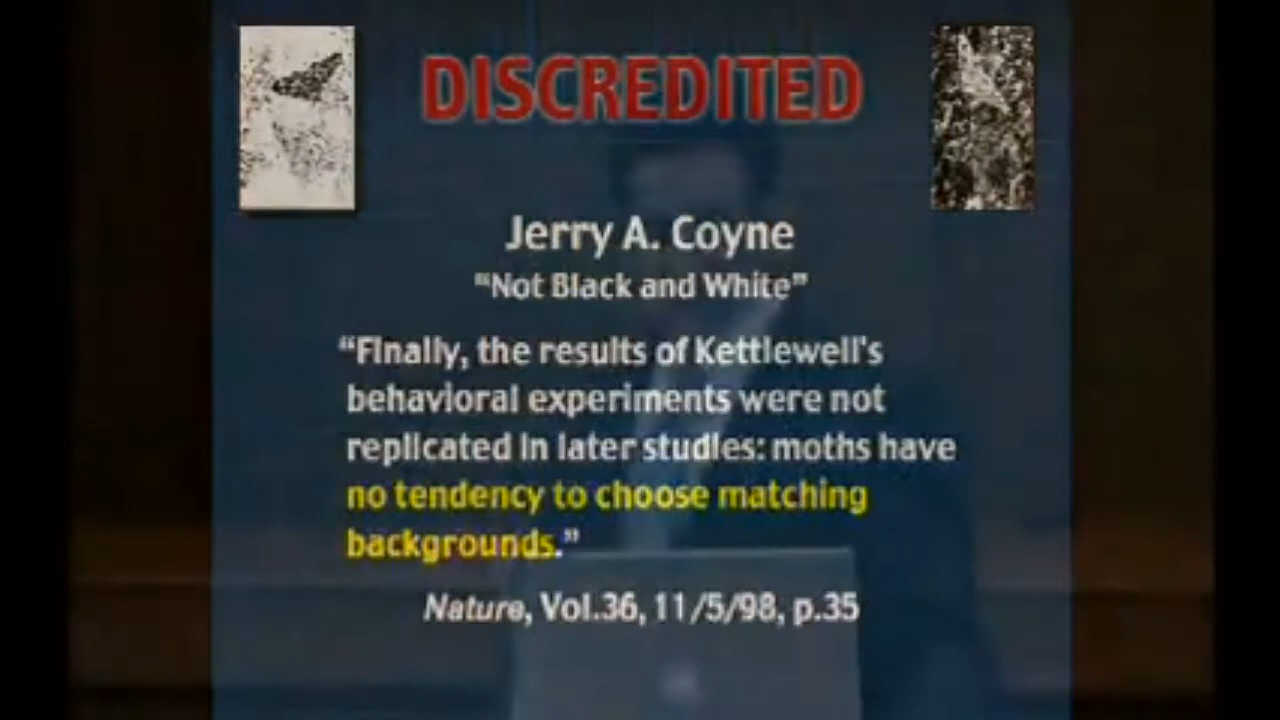 DISCREDITED
Jerry A. Coyne
“Not Black and White”
“Finally, the results of Kettlewell's
behavioral experiments were not
replicated in later studies: moths have
no tendency to choose matching
backgrounds.”
Nature, Vol.36, 11/5/98, p.35